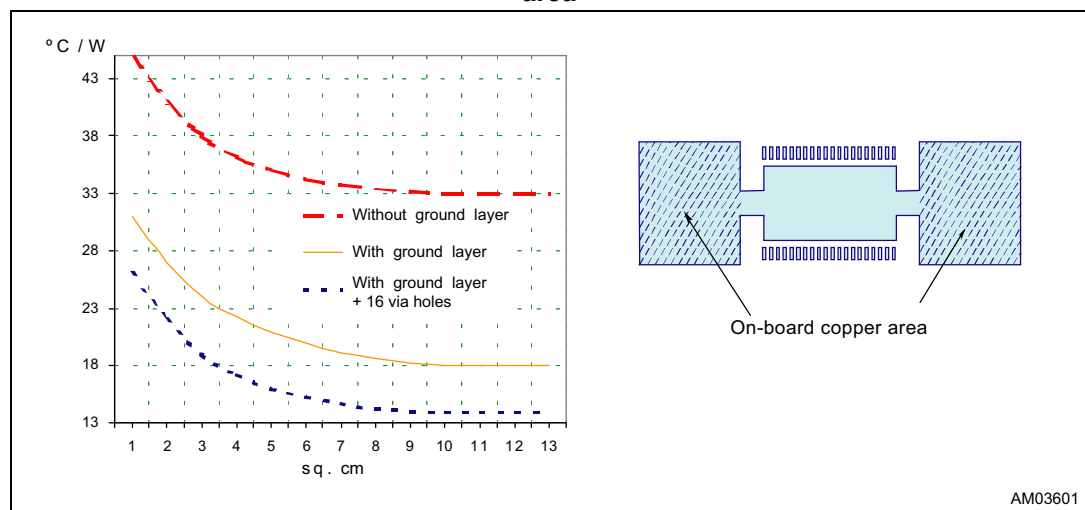 area
º C / W
43
38
33
28
23
18
13
1 2 3 4 5 6 7 8 9 10 11 12 13
sq. cm
Without ground layer
With ground layer
With ground layer
+ 16 via holes
On-board copper area
AM03601